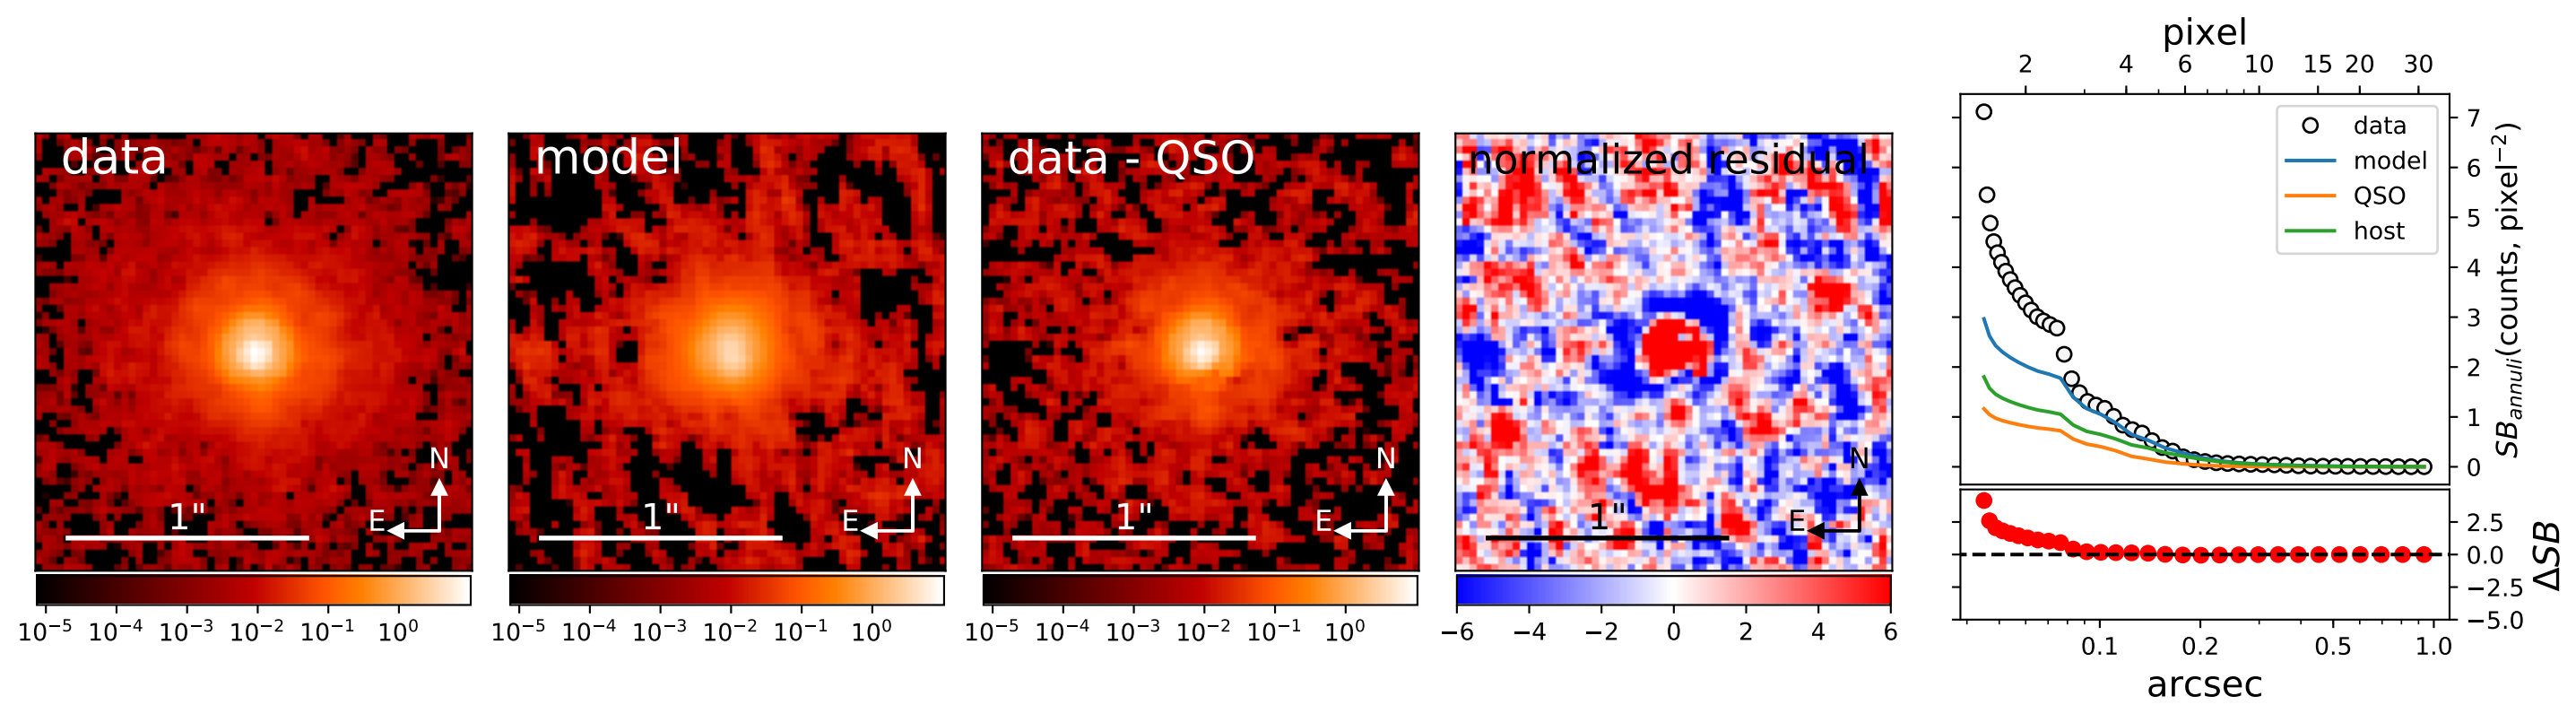 data
N
E
1"
10⁻⁵ 10⁻⁴ 10⁻³ 10⁻² 10⁻¹ 10⁰
model
N
E
1"
10⁻⁵ 10⁻⁴ 10⁻³ 10⁻² 10⁻¹ 10⁰
data - QSO
N
E
1"
10⁻⁵ 10⁻⁴ 10⁻³ 10⁻² 10⁻¹ 10⁰
normalized residual
N
E
1"
−6 −4 −2 0 2 4 6
pixel
2 4 6 10 15 20 30
data
model
QSO
host
7
6
5
4
3
2
1
0
SBannuli(counts, pixel⁻²)
2.5
0.0
−2.5
−5.0
ΔSB
0.1 0.2 0.5 1.0
arcsec